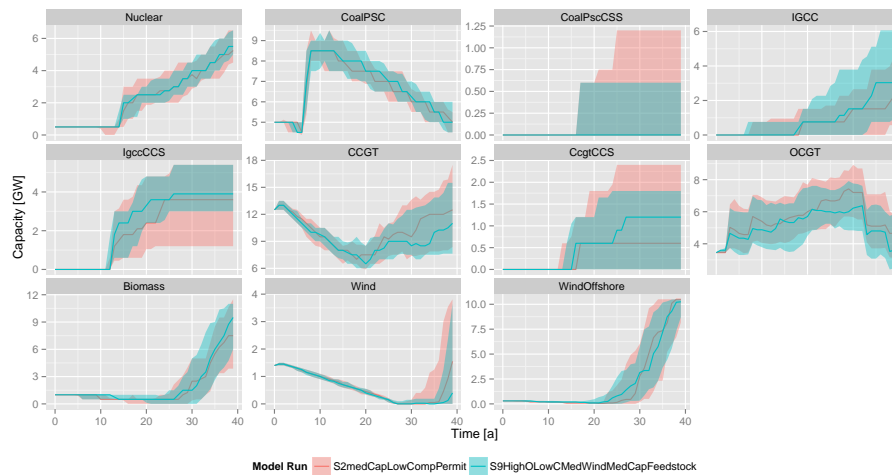 Nuclear CoalPSC CoalPscCSS IGCC
6 4 2 0
9 8 7 6 5
1.25 1.00 0.75 0.50 0.25 0.00
6 4 2 0
IgccCCS CCGT CcgtCCS OCGT
4 2 0
18 15 12 9 6
2.5 2.0 1.5 1.0 0.5 0.0
8 6 4 2
Capacity [GW]
Biomass Wind WindOffshore
12 9 6 3 0
4 3 2 1 0
10.0 7.5 5.0 2.5 0.0
0 10 20 30 40 0 10 20 30 40 0 10 20 30 40
Time [a]
Model Run S2medCapLowCompPermit S9HighOLowCMedWindMedCapFeedstock